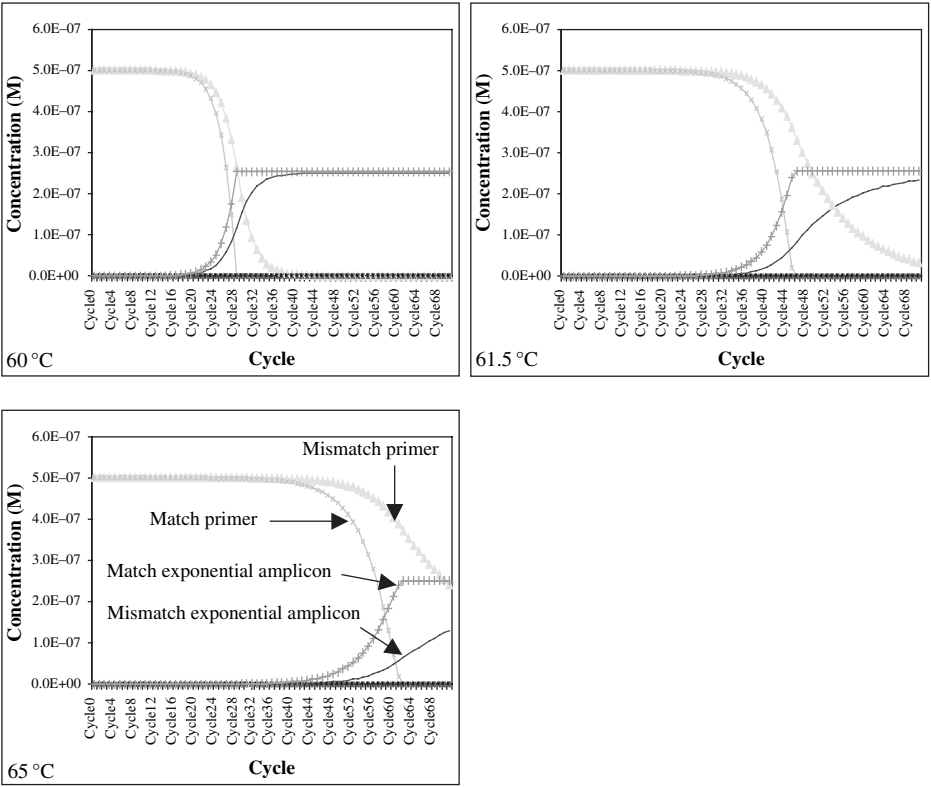 6.0E–07
5.0E–07
4.0E–07
3.0E–07
2.0E–07
1.0E–07
0.0E+00
Concentration (M)
Cycle0
Cycle4
Cycle8
Cycle12
Cycle16
Cycle20
Cycle24
Cycle28
Cycle32
Cycle36
Cycle40
Cycle44
Cycle48
Cycle52
Cycle56
Cycle60
Cycle64
Cycle68
60 °C
Cycle
6.0E–07
5.0E–07
4.0E–07
3.0E–07
2.0E–07
1.0E–07
0.0E+00
Concentration (M)
Cycle0
Cycle4
Cycle8
Cycle12
Cycle16
Cycle20
Cycle24
Cycle28
Cycle32
Cycle36
Cycle40
Cycle44
Cycle48
Cycle52
Cycle56
Cycle60
Cycle64
Cycle68
61.5 °C
Cycle
6.0E–07
5.0E–07
4.0E–07
3.0E–07
2.0E–07
1.0E–07
0.0E+00
Concentration (M)
Mismatch primer
Match primer
Match exponential amplicon
Mismatch exponential amplicon
Cycle0
Cycle4
Cycle8
Cycle12
Cycle16
Cycle20
Cycle24
Cycle28
Cycle32
Cycle36
Cycle40
Cycle44
Cycle48
Cycle52
Cycle56
Cycle60
Cycle64
Cycle68
65 °C
Cycle